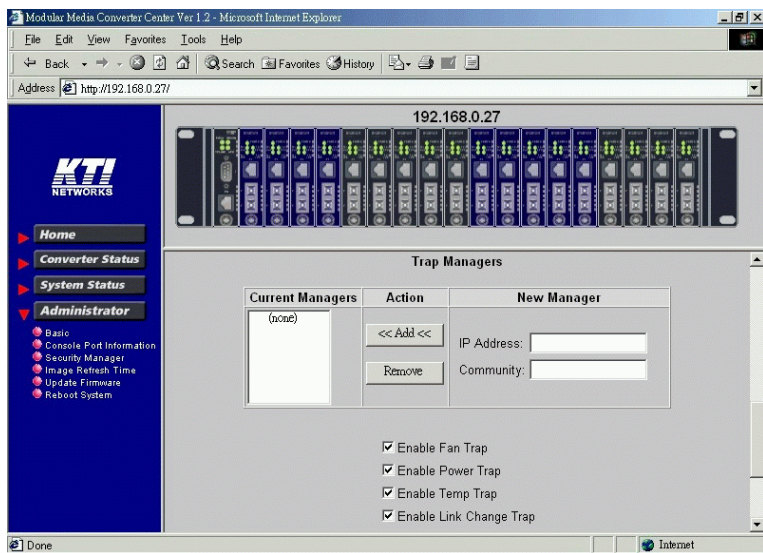 Modular Media Converter Center Ver 1.2 - Microsoft Internet Explorer
File Edit View Favorites Tools Help
Back Search Favorites History
Address http://192.168.0.27/
192.168.0.27
KTI
NETWORKS
Home
Converter Status
System Status
Administrator
Basic
Console Port Information
Security Manager
Image Refresh Time
Update Firmware
Reboot System
Trap Managers
Current Managers Action New Manager
(none)
<< Add <<
Remove
IP Address:
Community:
Enable Fan Trap
Enable Power Trap
Enable Temp Trap
Enable Link Change Trap
Done Internet